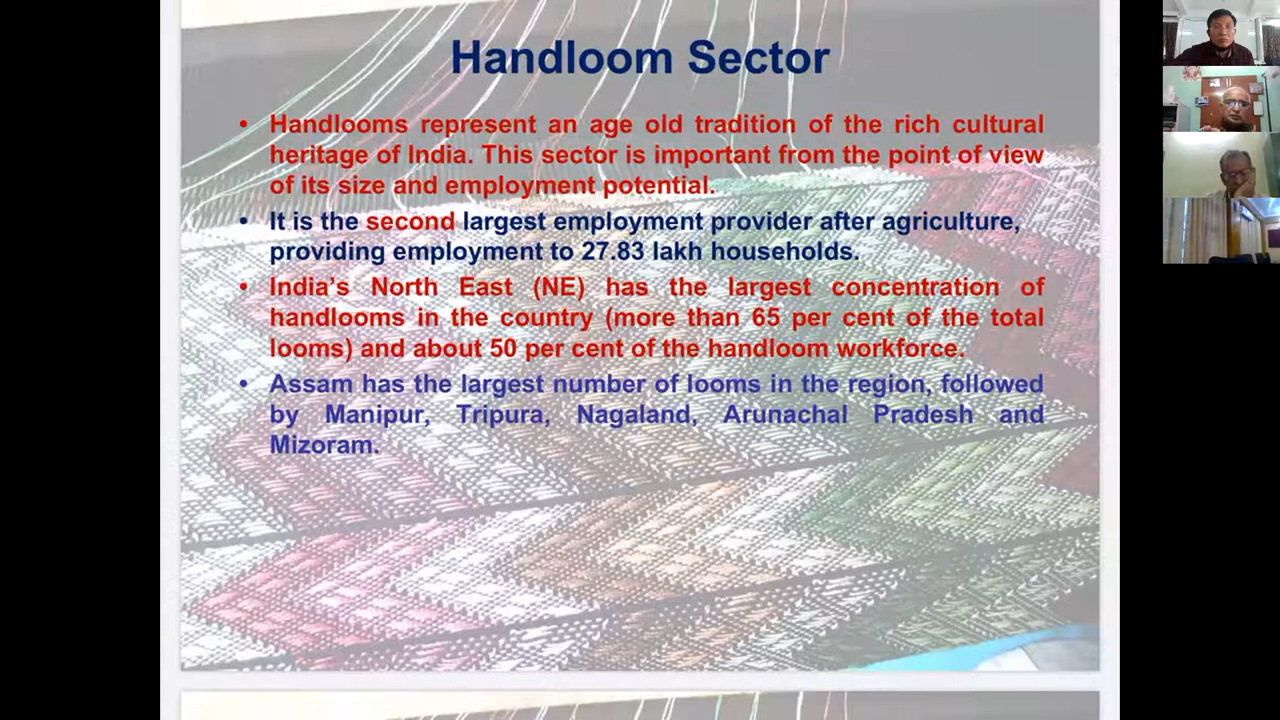 Handloom Sector
• Handlooms represent an age old tradition of the rich cultural
heritage of India. This sector is important from the point of view
of its size and employment potential.
• It is the second largest employment provider after agriculture,
providing employment to 27.83 lakh households.
• India's North East (NE) has the largest concentration of
handlooms in the country (more than 65 per cent of the total
looms) and about 50 per cent of the handloom workforce.
• Assam has the largest number of looms in the region, followed
by Manipur, Tripura, Nagaland, Arunachal Pradesh and
Mizoram.